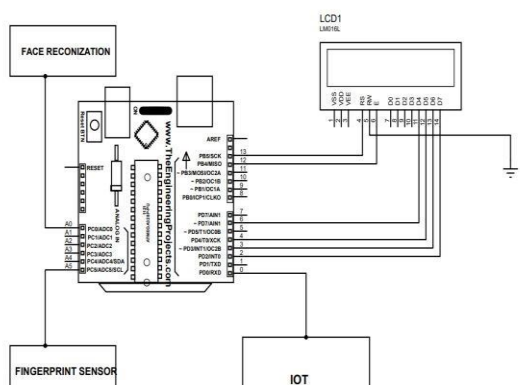 LCD1
LM016L
FACE RECONIZATION
VSS
VDD
VEE
RS
RW
E
D0
D1
D2
D3
D4
D5
D6
D7
1
2
3
4
5
6
7
8
9
10
11
12
13
14
Reset BTN
ON
www.TheEngineeringProjects.com
ANALOG IN
RESET
AREF
PB5/SCK 13
PB4/MISO 12
~ PB3/MOSI/OC2A 11
~ PB2/OC1B 10
~ PB1/OC1A 9
PB0/ICP1/CLKO 8
PD7/AIN1 7
~ PD7/AIN1 6
~ PD5/T1/OC0B 5
PD4/T0/XCK 4
~ PD3/INT1/OC2B 3
PD2/INT0 2
PD1/TXD 1
PD0/RXD 0
A0 PC0/ADC0
A1 PC1/ADC1
A2 PC2/ADC2
A3 PC3/ADC3
A4 PC4/ADC4/SDA
A5 PC5/ADC5/SCL
FINGERPRINT SENSOR
IOT